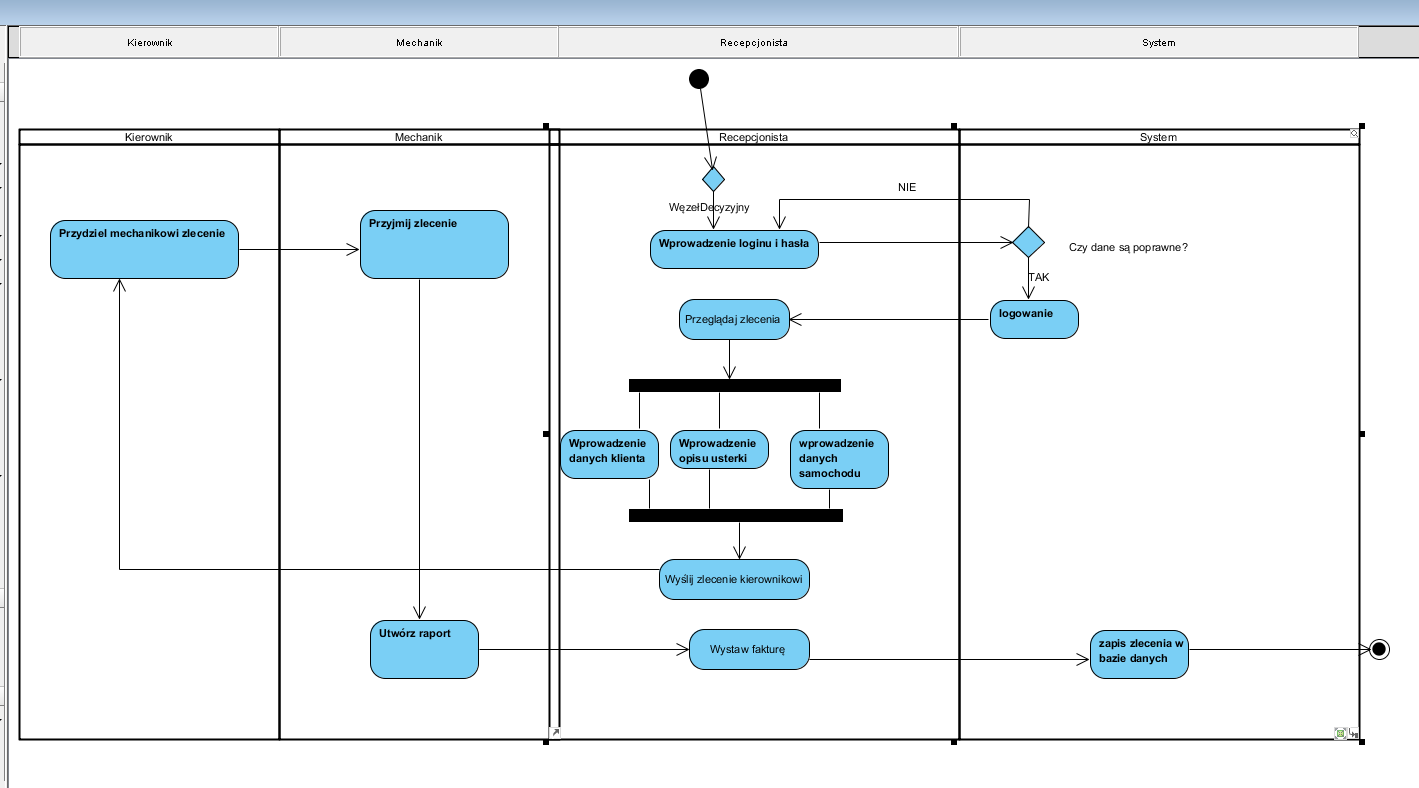 Kierownik
Mechanik
Recepcjonista
System
Kierownik
Mechanik
Recepcjonista
System
NIE
WęzełDecyzyjny
Przydziel mechanikowi zlecenie
Przyjmij zlecenie
Wprowadzenie loginu i hasła
Czy dane są poprawne?
TAK
Przeglądaj zlecenia
logowanie
Wprowadzenie
danych klienta
Wprowadzenie
opisu usterki
wprowadzenie
danych
samochodu
Wyślij zlecenie kierownikowi
Utwórz raport
Wystaw fakturę
zapis zlecenia w
bazie danych